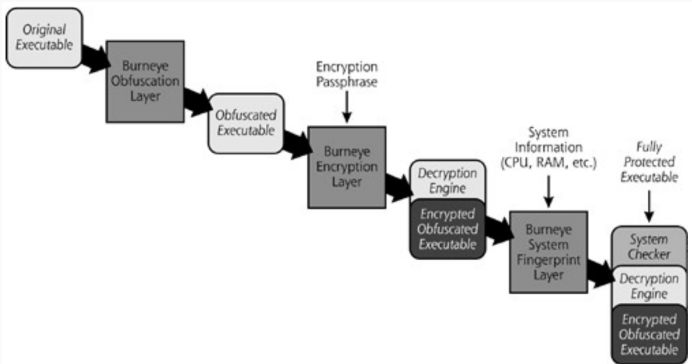 Original
Executable
Burneye
Obfuscation
Layer
Obfuscated
Executable
Encryption
Passphrase
Burneye
Encryption
Layer
Decryption
Engine
Encrypted
Obfuscated
Executable
System
Information
(CPU, RAM, etc.)
Burneye
System
Fingerprint
Layer
Fully
Protected
Executable
System
Checker
Decryption
Engine
Encrypted
Obfuscated
Executable